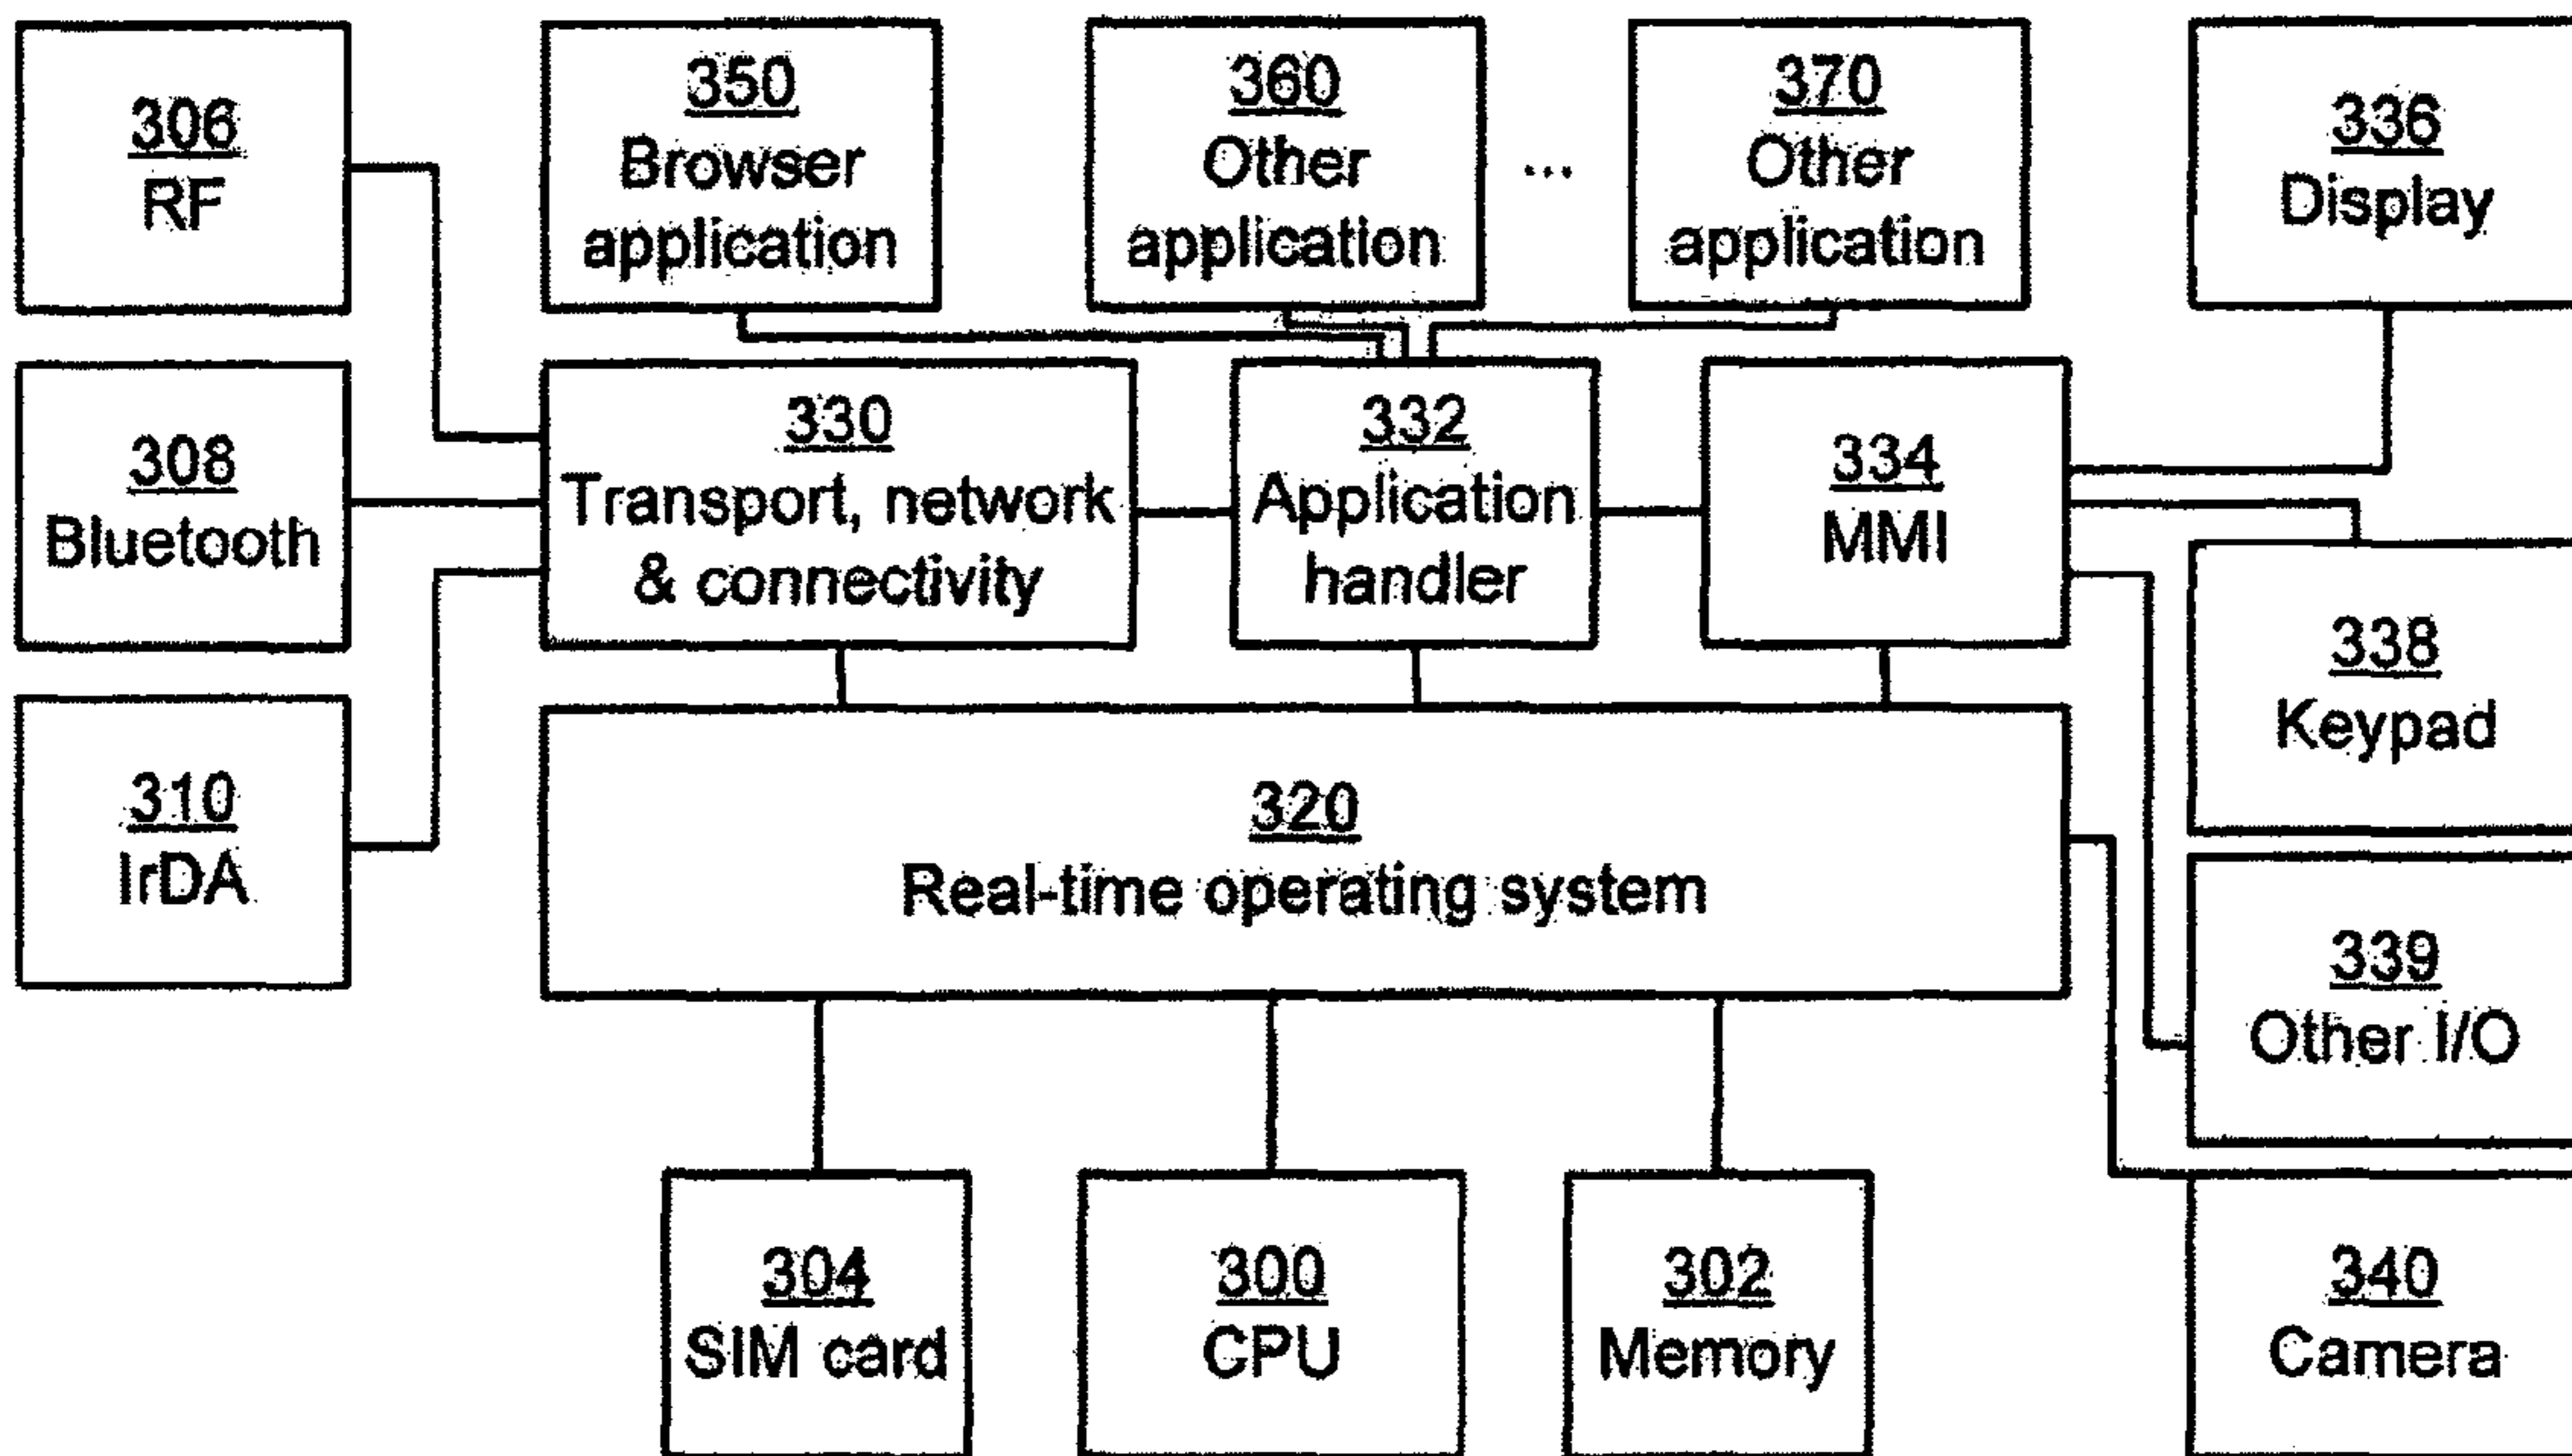 306
RF
350
Browser
application
360
Other
application
...
370
Other
application
336
Display
308
Bluetooth
330
Transport, network
& connectivity
332
Application
handler
334
MMI
338
Keypad
310
IrDA
320
Real-time operating system
339
Other I/O
304
SIM card
300
CPU
302
Memory
340
Camera